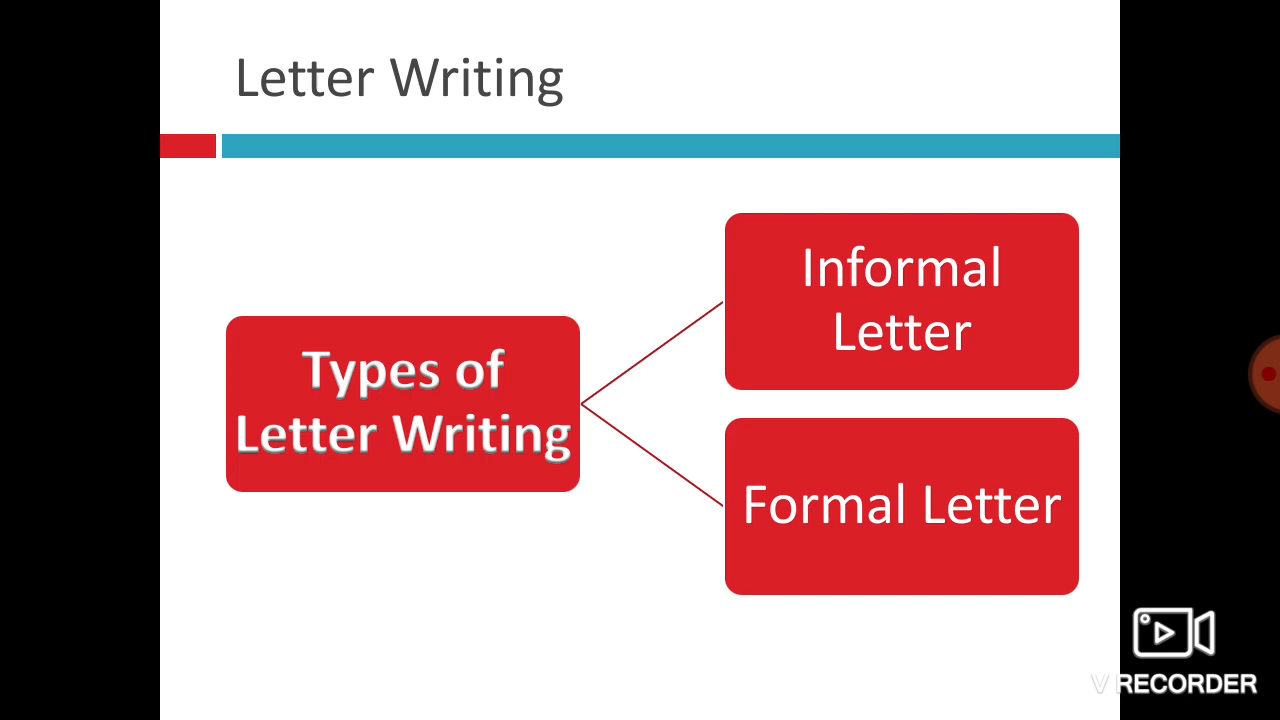 Letter Writing
Types of
Letter Writing
Informal
Letter
Formal Letter
V RECORDER